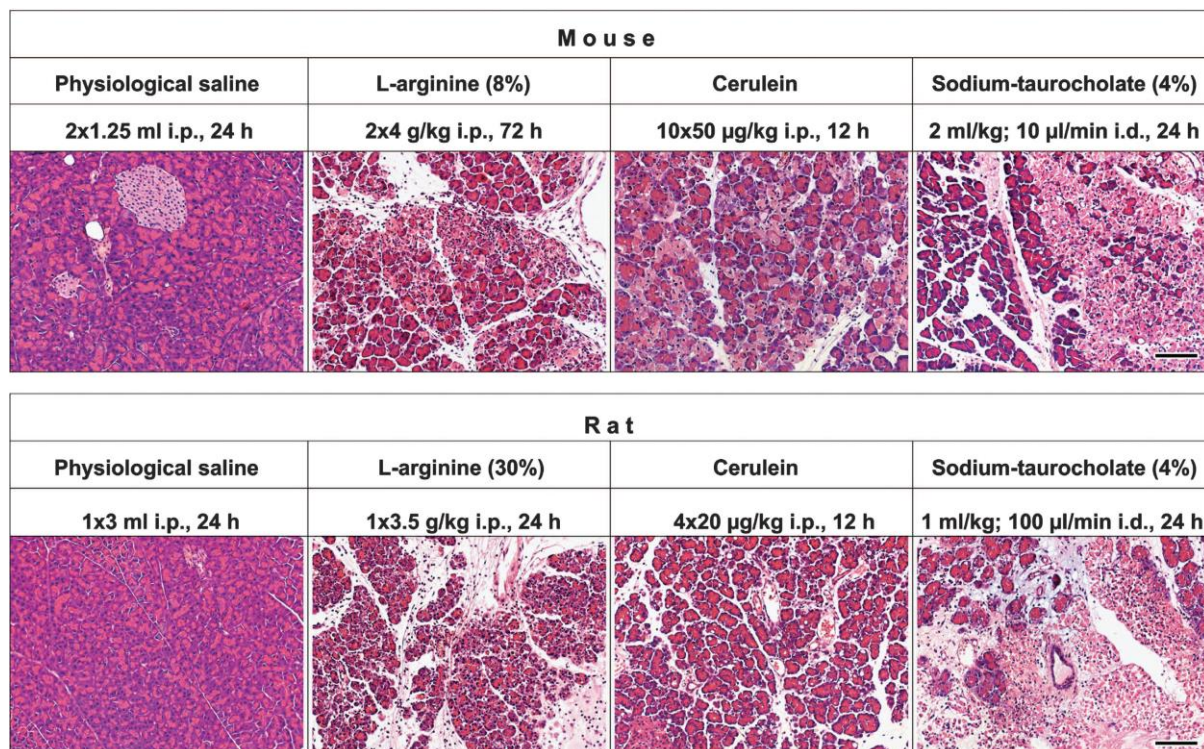 Mouse
Physiological saline L-arginine (8%) Cerulein Sodium-taurocholate (4%)
2x1.25 ml i.p., 24 h 2x4 g/kg i.p., 72 h 10x50 µg/kg i.p., 12 h 2 ml/kg; 10 µl/min i.d., 24 h
Rat
Physiological saline L-arginine (30%) Cerulein Sodium-taurocholate (4%)
1x3 ml i.p., 24 h 1x3.5 g/kg i.p., 24 h 4x20 µg/kg i.p., 12 h 1 ml/kg; 100 µl/min i.d., 24 h